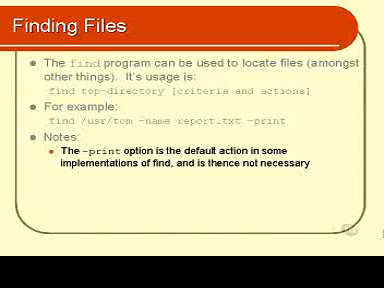 Finding Files
The find program can be used to locate files (amongst
other things). It's usage is:
find top-directory [criteria and actions]
For example:
find /usr/tom -name report.txt -print
Notes:
The -print option is the default action in some
implementations of find, and is thence not necessary